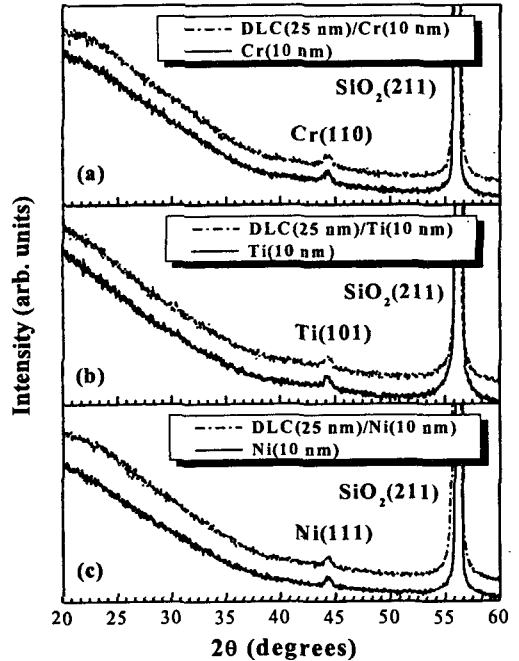 DLC(25 nm)/Cr(10 nm)
Cr(10 nm)
SiO₂(211)
Cr(110)
(a)
DLC(25 nm)/Ti(10 nm)
Ti(10 nm)
SiO₂(211)
Ti(101)
(b)
DLC(25 nm)/Ni(10 nm)
Ni(10 nm)
SiO₂(211)
Ni(111)
(c)
Intensity (arb. units)
20 25 30 35 40 45 50 55 60
2θ (degrees)